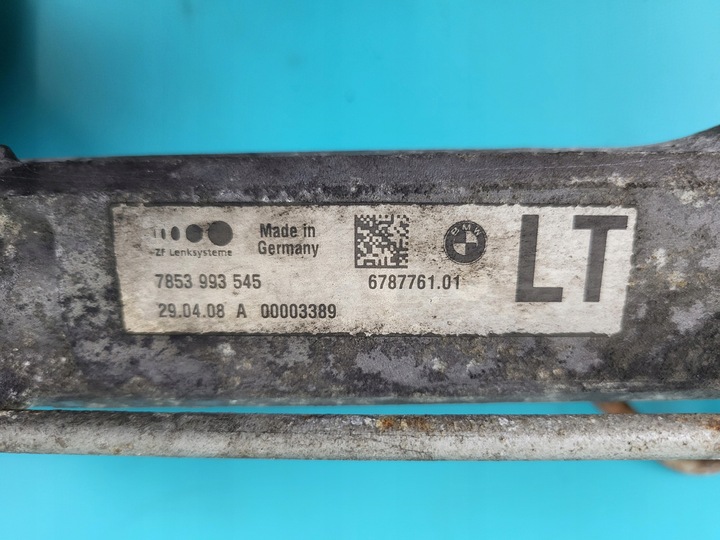 Made in
Germany
ZF Lenksysteme
BMW
LT
7853 993 545
6787761.01
29.04.08 A 00003389